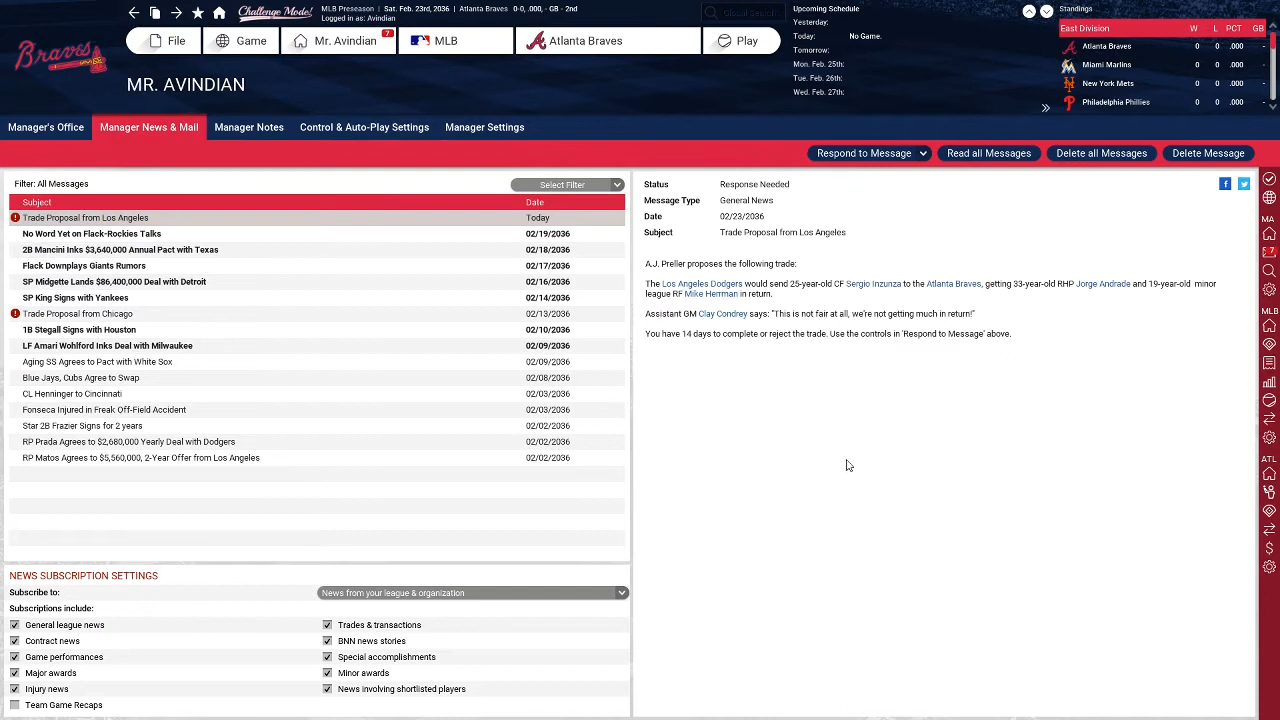 Challenge Mode!
MLB Preseason | Sat. Feb. 23rd, 2036 | Atlanta Braves 0-0, .000, - GB - 2nd
Logged in as: Avindian
Global Search
Braves
File
Game
Mr. Avindian
7
MLB
Atlanta Braves
Play
MR. AVINDIAN
Upcoming Schedule
Yesterday:
Today: No Game.
Tomorrow:
Mon. Feb. 25th:
Tue. Feb. 26th:
Wed. Feb. 27th:
Standings
East Division W L PCT GB
Atlanta Braves 0 0 .000 -
Miami Marlins 0 0 .000 -
New York Mets 0 0 .000 -
Philadelphia Phillies 0 0 .000 -
Manager's Office
Manager News & Mail
Manager Notes
Control & Auto-Play Settings
Manager Settings
Respond to Message
Read all Messages
Delete all Messages
Delete Message
Filter: All Messages
Select Filter
Subject Date
Trade Proposal from Los Angeles Today
No Word Yet on Flack-Rockies Talks 02/19/2036
2B Mancini Inks $3,640,000 Annual Pact with Texas 02/18/2036
Flack Downplays Giants Rumors 02/17/2036
SP Midgette Lands $86,400,000 Deal with Detroit 02/16/2036
SP King Signs with Yankees 02/14/2036
Trade Proposal from Chicago 02/13/2036
1B Stegall Signs with Houston 02/10/2036
LF Amari Wohlford Inks Deal with Milwaukee 02/09/2036
Aging SS Agrees to Pact with White Sox 02/09/2036
Blue Jays, Cubs Agree to Swap 02/08/2036
CL Henninger to Cincinnati 02/03/2036
Fonseca Injured in Freak Off-Field Accident 02/03/2036
Star 2B Frazier Signs for 2 years 02/02/2036
RP Prada Agrees to $2,680,000 Yearly Deal with Dodgers 02/02/2036
RP Matos Agrees to $5,560,000, 2-Year Offer from Los Angeles 02/02/2036
NEWS SUBSCRIPTION SETTINGS
Subscribe to: News from your league & organization
Subscriptions include:
General league news Trades & transactions
Contract news BNN news stories
Game performances Special accomplishments
Major awards Minor awards
Injury news News involving shortlisted players
Team Game Recaps
Status Response Needed
Message Type General News
Date 02/23/2036
Subject Trade Proposal from Los Angeles
A.J. Preller proposes the following trade:
The Los Angeles Dodgers would send 25-year-old CF Sergio Inzunza to the Atlanta Braves, getting 33-year-old RHP Jorge Andrade and 19-year-old minor
league RF Mike Herrman in return.
Assistant GM Clay Condrey says: "This is not fair at all, we're not getting much in return!"
You have 14 days to complete or reject the trade. Use the controls in 'Respond to Message' above.
MA
7
MLB
ATL